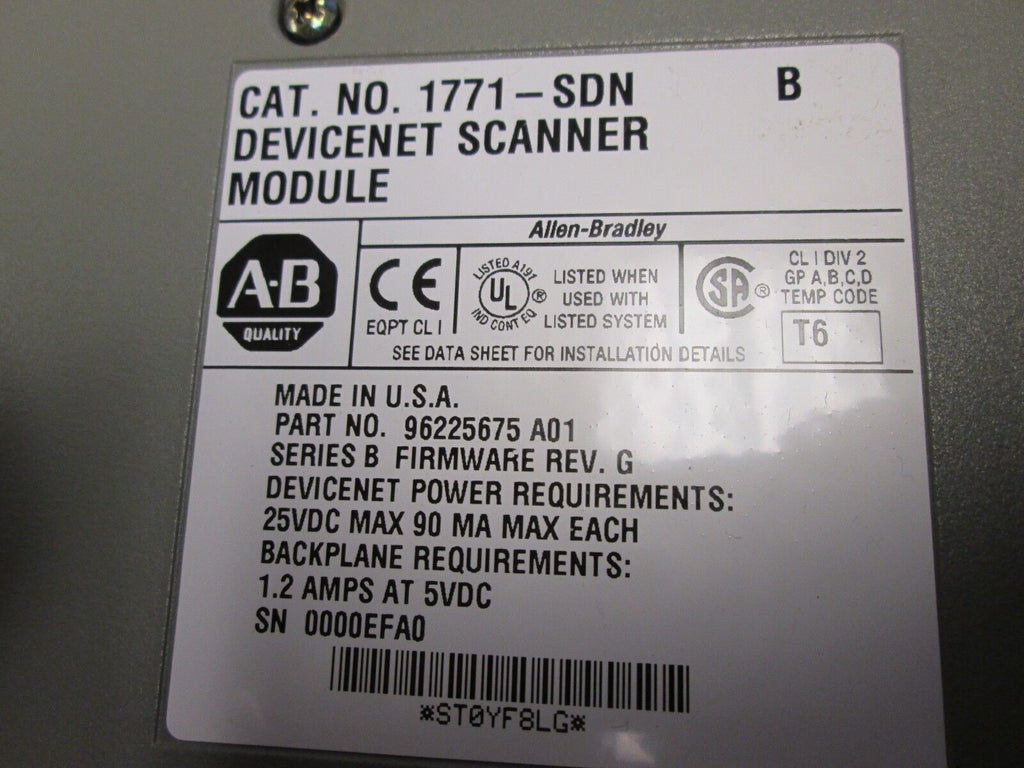 CAT. NO. 1771-SDN B
DEVICENET SCANNER
MODULE
Allen-Bradley
A-B
QUALITY
CE
EQPT CL I
LISTED A191
UL ®
IND CONT EQ
LISTED WHEN
USED WITH
LISTED SYSTEM
SA ®
CL I DIV 2
GP A,B,C,D
TEMP CODE
T6
SEE DATA SHEET FOR INSTALLATION DETAILS
MADE IN U.S.A.
PART NO. 96225675 A01
SERIES B FIRMWARE REV. G
DEVICENET POWER REQUIREMENTS:
25VDC MAX 90 MA MAX EACH
BACKPLANE REQUIREMENTS:
1.2 AMPS AT 5VDC
SN 0000EFA0
*ST0YF8LG*